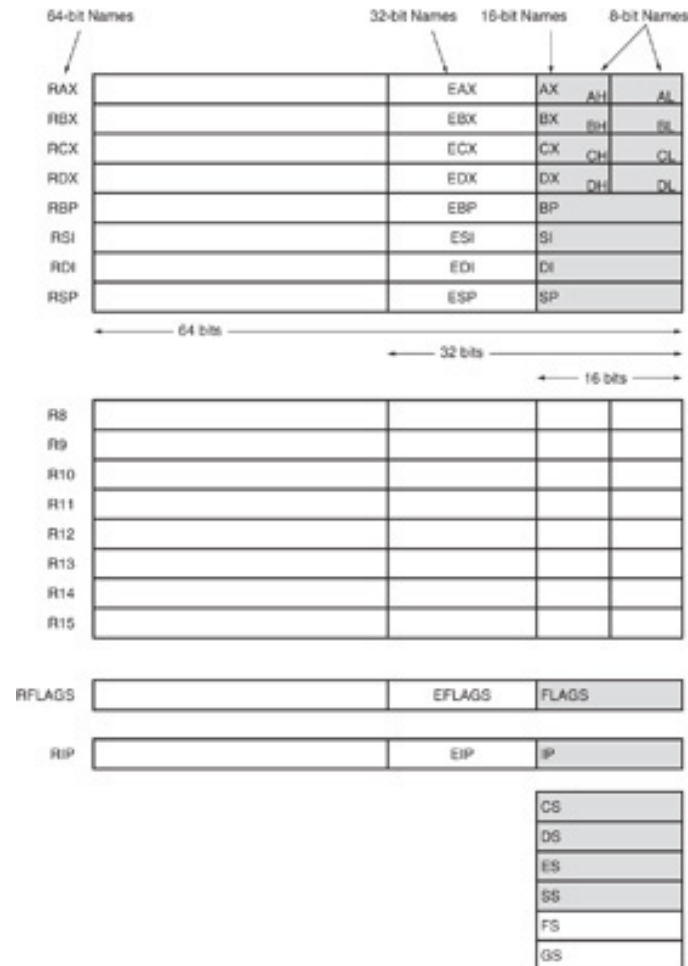 64-bit Names 32-bit Names 16-bit Names 8-bit Names
RAX EAX AX AH AL
RBX EBX BX BH BL
RCX ECX CX CH CL
RDX EDX DX DH DL
RBP EBP BP
RSI ESI SI
RDI EDI DI
RSP ESP SP
64 bits
32 bits
16 bits
R8
R9
R10
R11
R12
R13
R14
R15
RFLAGS EFLAGS FLAGS
RIP EIP IP
CS
DS
ES
SS
FS
GS